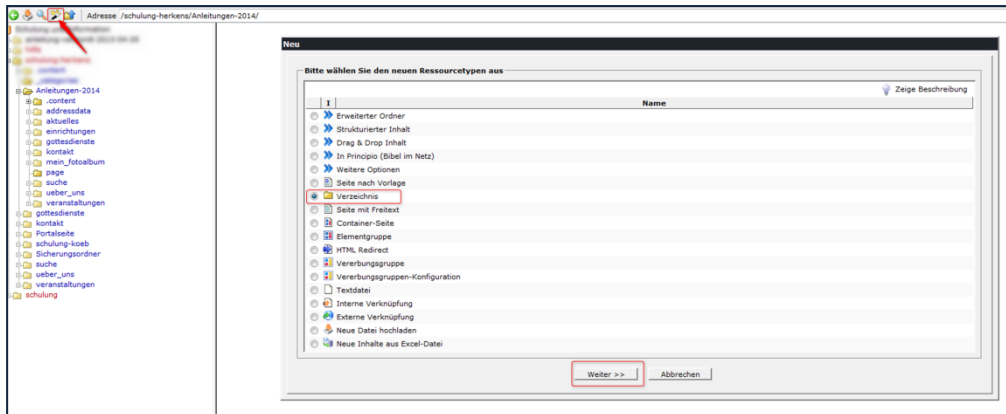 Adresse /schulung-herkens/Anleitungen-2014/
Anleitungen-2014
.content
addressdata
aktuelles
einrichtungen
gottesdienste
kontakt
mein_fotoalbum
page
suche
ueber_uns
veranstaltungen
gottesdienste
kontakt
Portalseite
schulung-koeb
Sicherungsordner
suche
ueber_uns
veranstaltungen
schulung
Neu
Bitte wählen Sie den neuen Ressourcetypen aus
Zeige Beschreibung
I Name
Erweiterter Ordner
Strukturierter Inhalt
Drag & Drop Inhalt
In Principio (Bibel im Netz)
Weitere Optionen
Seite nach Vorlage
Verzeichnis
Seite mit Freitext
Container-Seite
Elementgruppe
HTML Redirect
Vererbungsgruppe
Vererbungsgruppen-Konfiguration
Textdatei
Interne Verknüpfung
Externe Verknüpfung
Neue Datei hochladen
Neue Inhalte aus Excel-Datei
Weiter >> Abbrechen